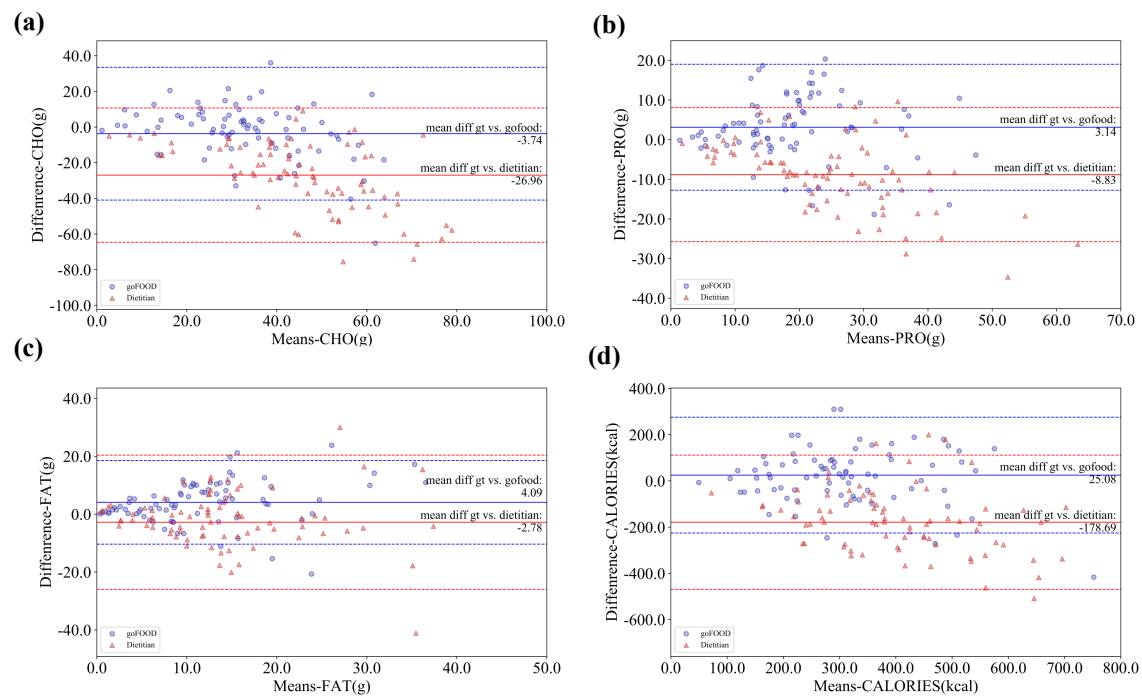 (a)
40.0
20.0
0.0
-20.0
-40.0
-60.0
-80.0
-100.0
Diffenrence-CHO(g)
mean diff gt vs. gofood:
-3.74
mean diff gt vs. dietitian:
-26.96
goFOOD
Dietitian
0.0 20.0 40.0 60.0 80.0 100.0
Means-CHO(g)
(b)
20.0
10.0
0.0
-10.0
-20.0
-30.0
-40.0
Diffenrence-PRO(g)
mean diff gt vs. gofood:
3.14
mean diff gt vs. dietitian:
-8.83
goFOOD
Dietitian
0.0 10.0 20.0 30.0 40.0 50.0 60.0 70.0
Means-PRO(g)
(c)
40.0
20.0
0.0
-20.0
-40.0
Diffenrence-FAT(g)
mean diff gt vs. gofood:
4.09
mean diff gt vs. dietitian:
-2.78
goFOOD
Dietitian
0.0 10.0 20.0 30.0 40.0 50.0
Means-FAT(g)
(d)
400.0
200.0
0.0
-200.0
-400.0
-600.0
Diffenrence-CALORIES(kcal)
mean diff gt vs. gofood:
25.08
mean diff gt vs. dietitian:
-178.69
goFOOD
Dietitian
0.0 100.0 200.0 300.0 400.0 500.0 600.0 700.0 800.0
Means-CALORIES(kcal)